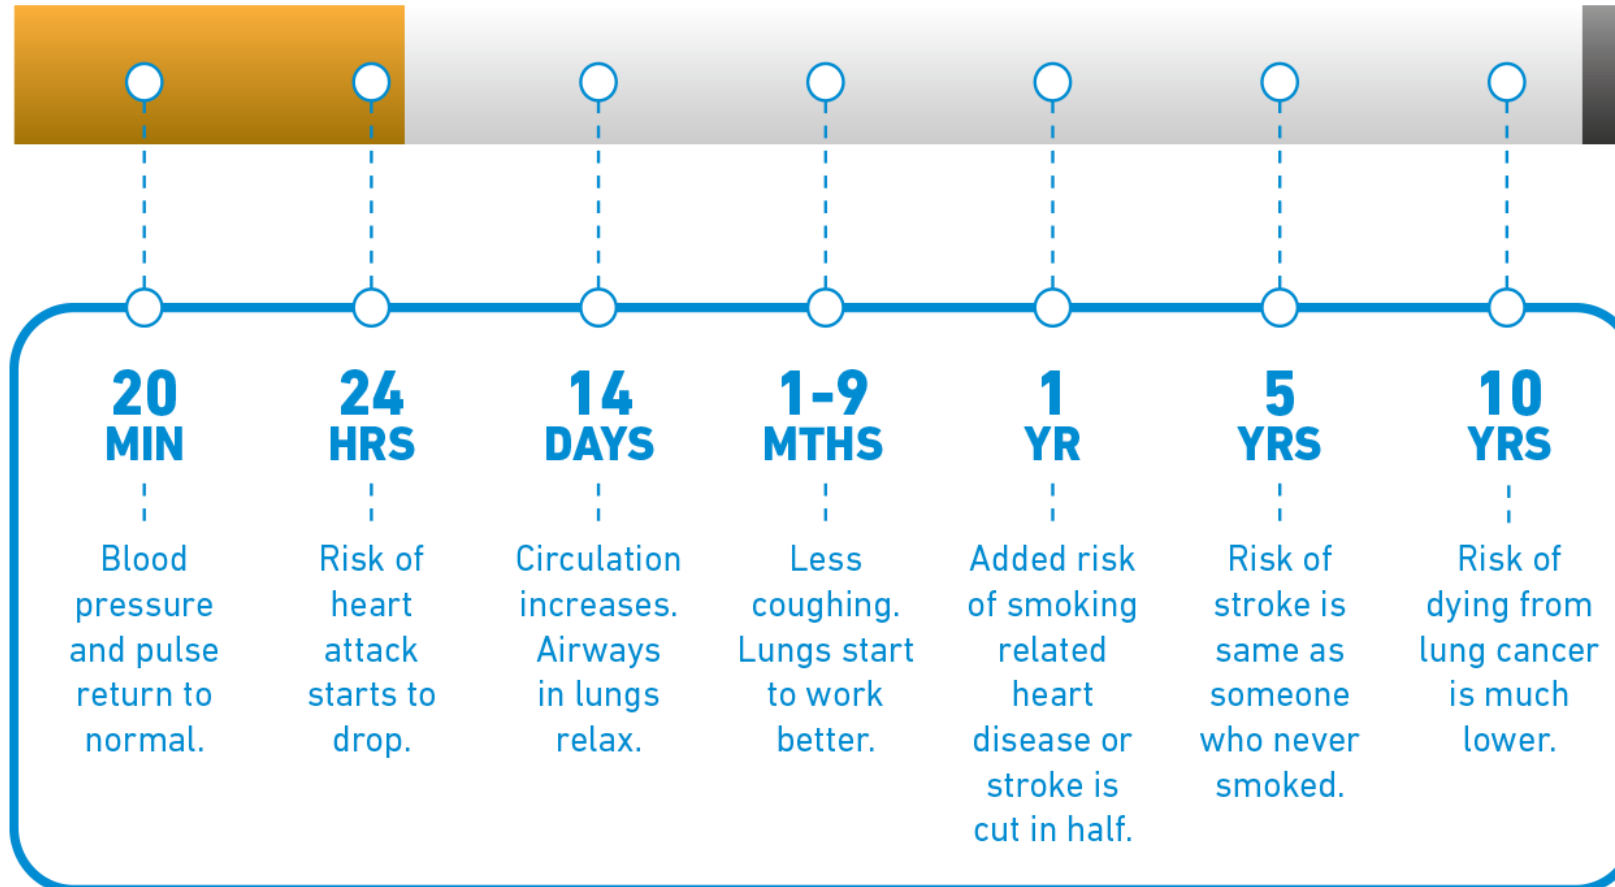 20
MIN
Blood
pressure
and pulse
return to
normal.
24
HRS
Risk of
heart
attack
starts to
drop.
14
DAYS
Circulation
increases.
Airways
in lungs
relax.
1-9
MTHS
Less
coughing.
Lungs start
to work
better.
1
YR
Added risk
of smoking
related
heart
disease or
stroke is
cut in half.
5
YRS
Risk of
stroke is
same as
someone
who never
smoked.
10
YRS
Risk of
dying from
lung cancer
is much
lower.